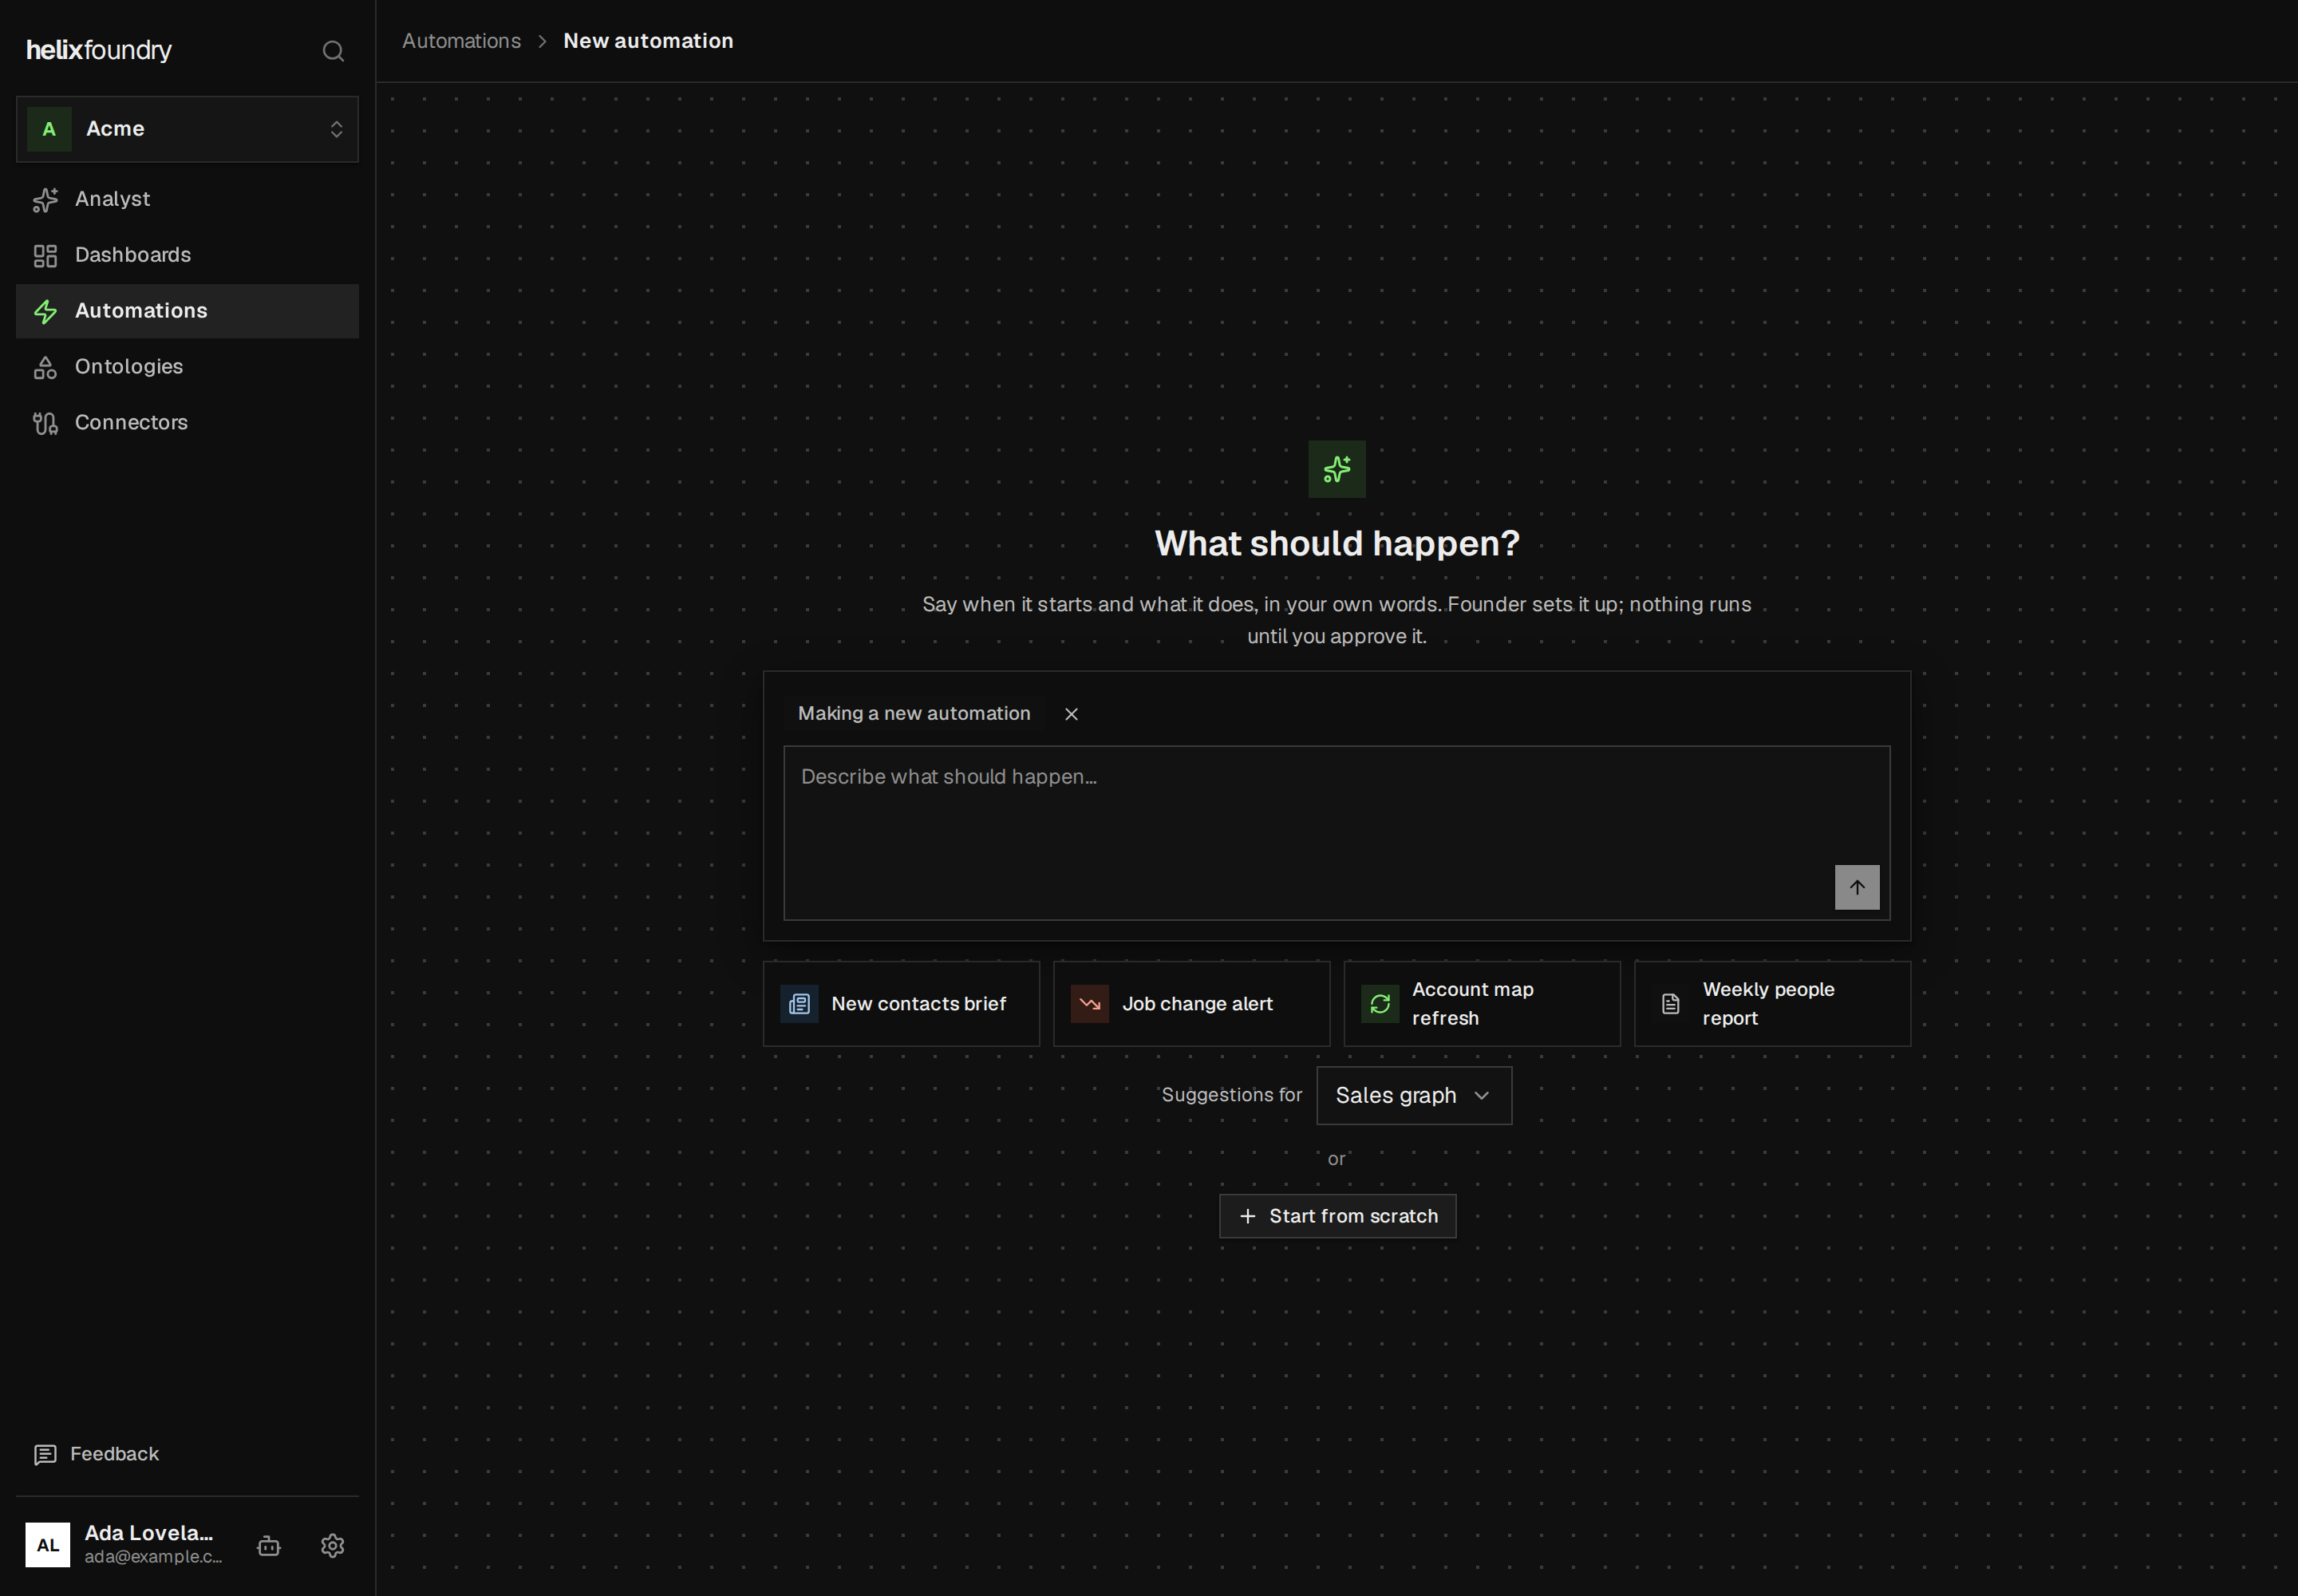 helixfoundry
A
Acme
Analyst
Dashboards
Automations
Ontologies
Connectors
Feedback
AL
Ada Lovela...
ada@example.c...
Automations > New automation
What should happen?
Say when it starts and what it does, in your own words. Founder sets it up; nothing runs
until you approve it.
Making a new automation
Describe what should happen...
New contacts brief
Job change alert
Account map
refresh
Weekly people
report
Suggestions for
Sales graph
or
Start from scratch